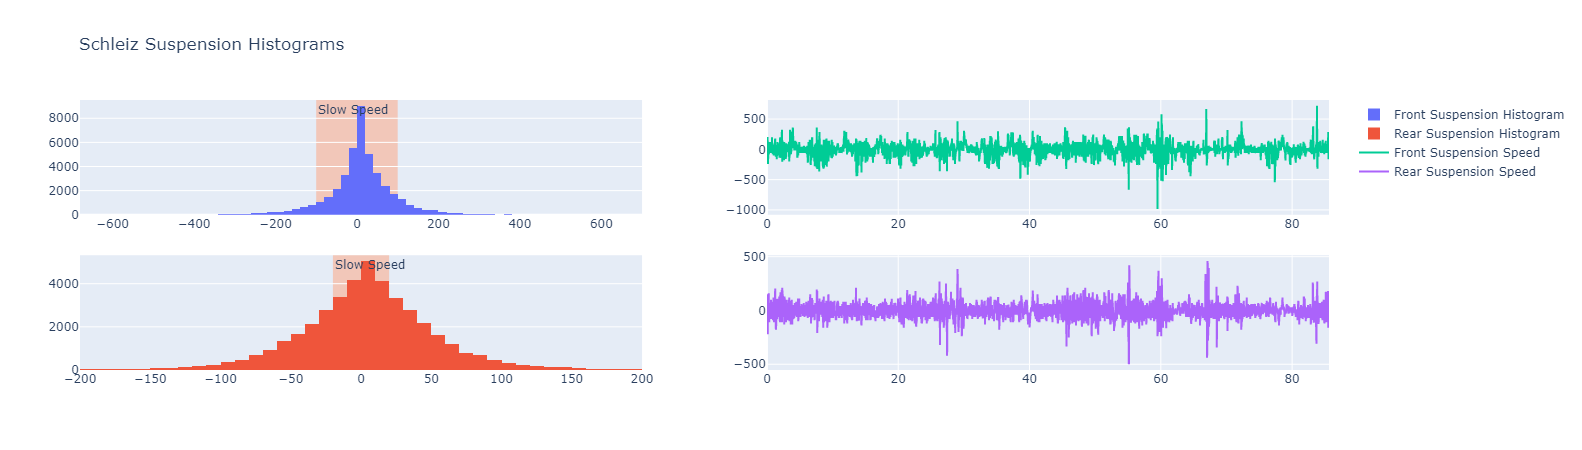 Schleiz Suspension Histograms
Slow Speed
8000
6000
4000
2000
0
−600 −400 −200 0 200 400 600
500
0
−500
−1000
0 20 40 60 80
Front Suspension Histogram
Rear Suspension Histogram
Front Suspension Speed
Rear Suspension Speed
Slow Speed
4000
2000
0
−200 −150 −100 −50 0 50 100 150 200
500
0
−500
0 20 40 60 80